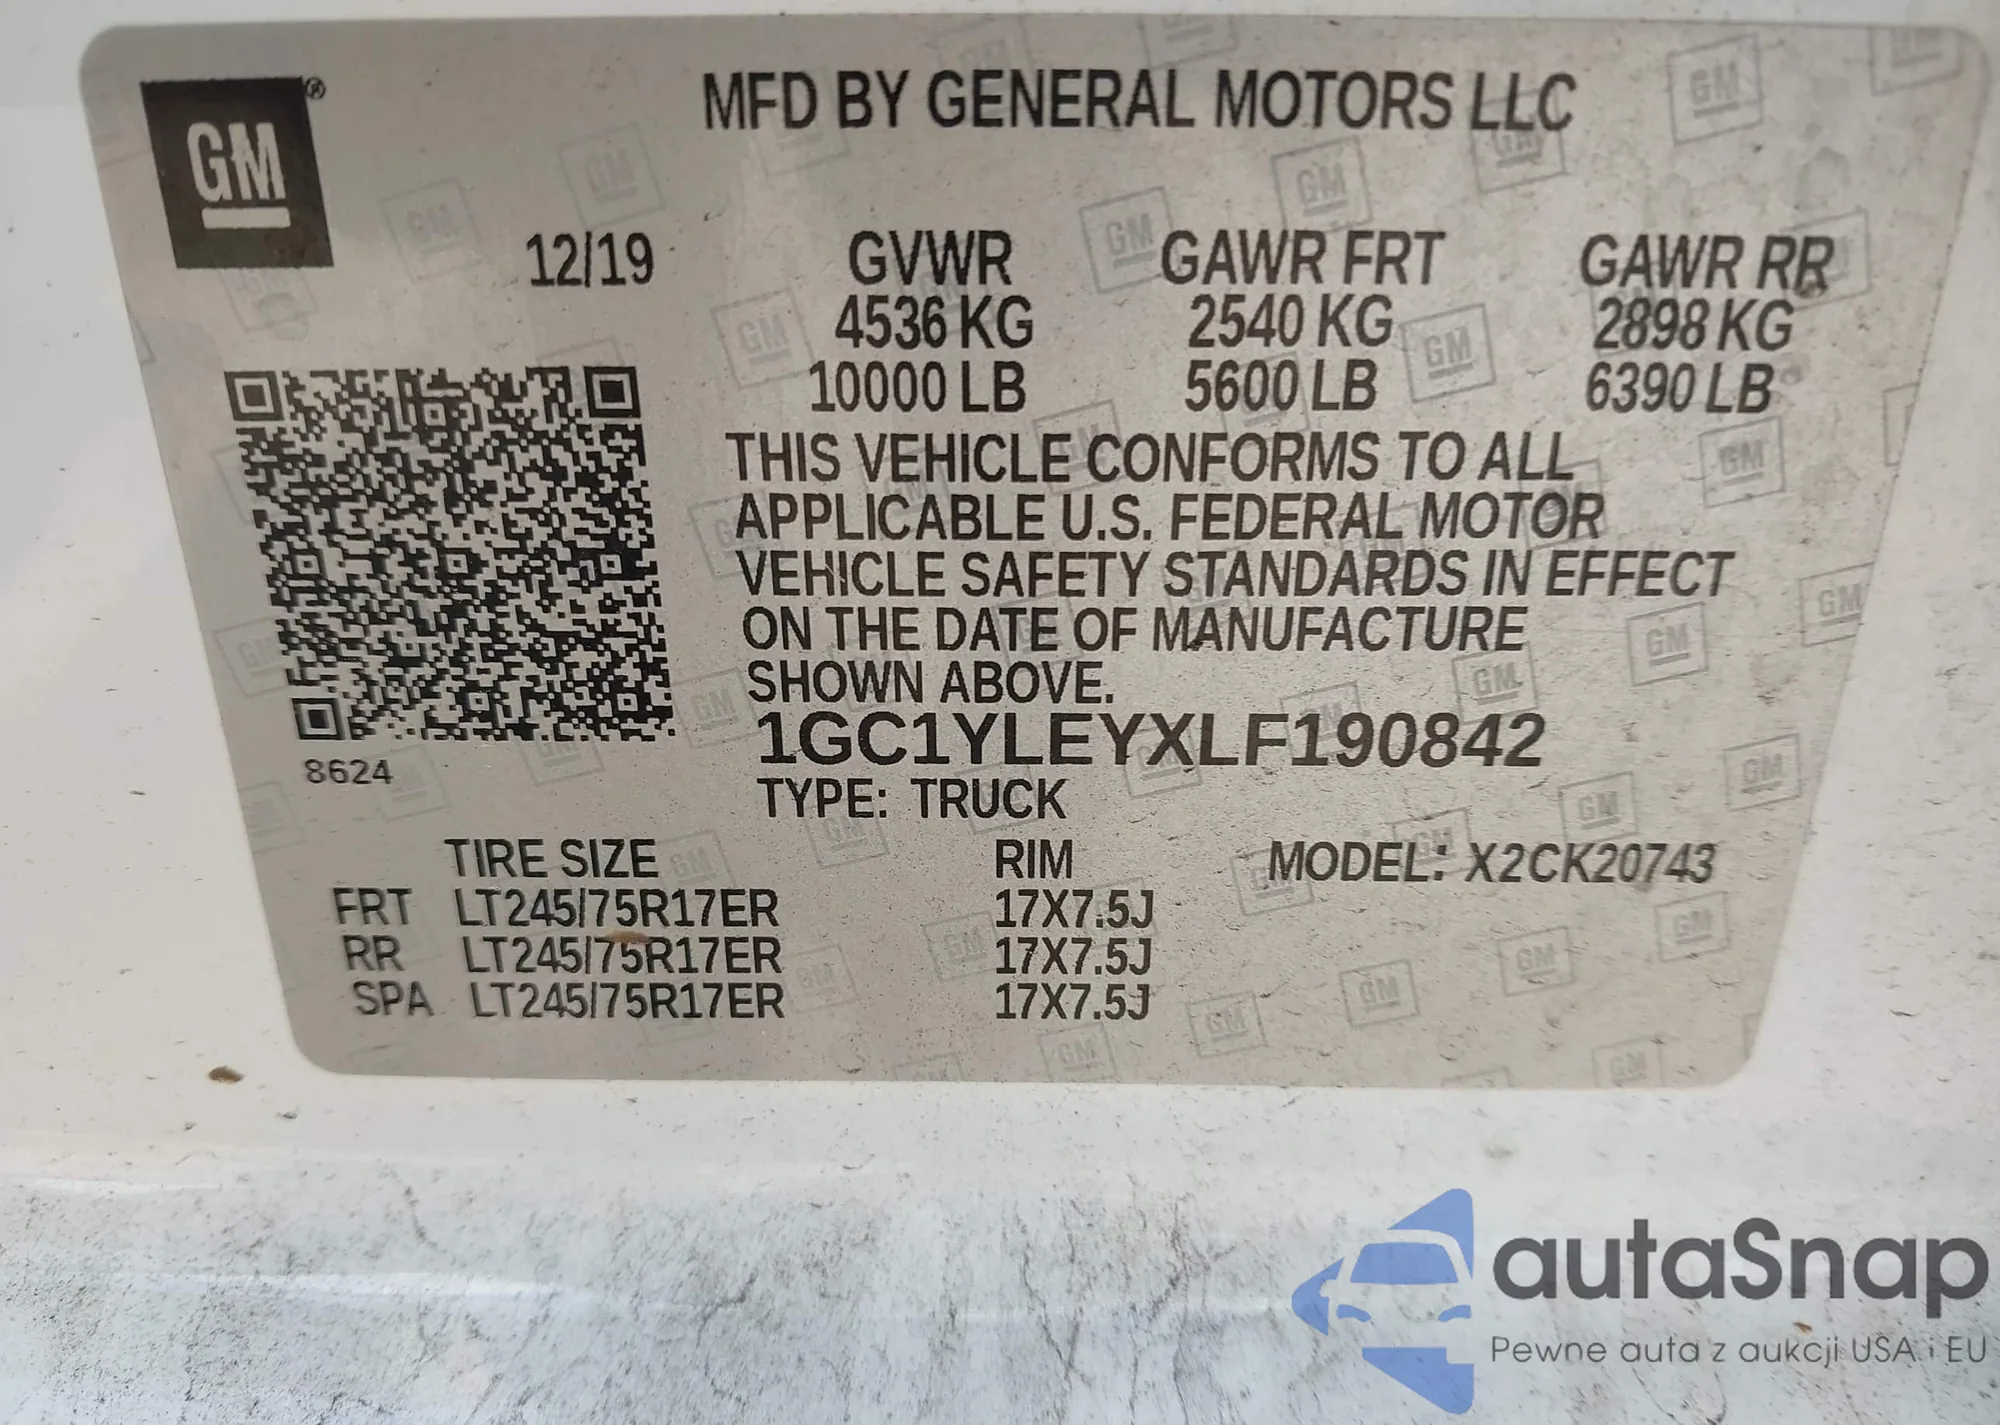 GM®
MFD BY GENERAL MOTORS LLC
12/19 GVWR GAWR FRT GAWR RR
4536 KG 2540 KG 2898 KG
10000 LB 5600 LB 6390 LB
THIS VEHICLE CONFORMS TO ALL
APPLICABLE U.S. FEDERAL MOTOR
VEHICLE SAFETY STANDARDS IN EFFECT
ON THE DATE OF MANUFACTURE
SHOWN ABOVE.
1GC1YLEYXLF190842
8624
TYPE: TRUCK
TIRE SIZE RIM MODEL: X2CK20743
FRT LT245/75R17ER 17X7.5J
RR LT245/75R17ER 17X7.5J
SPA LT245/75R17ER 17X7.5J
autaSnap
Pewne auta z aukcji USA i EU